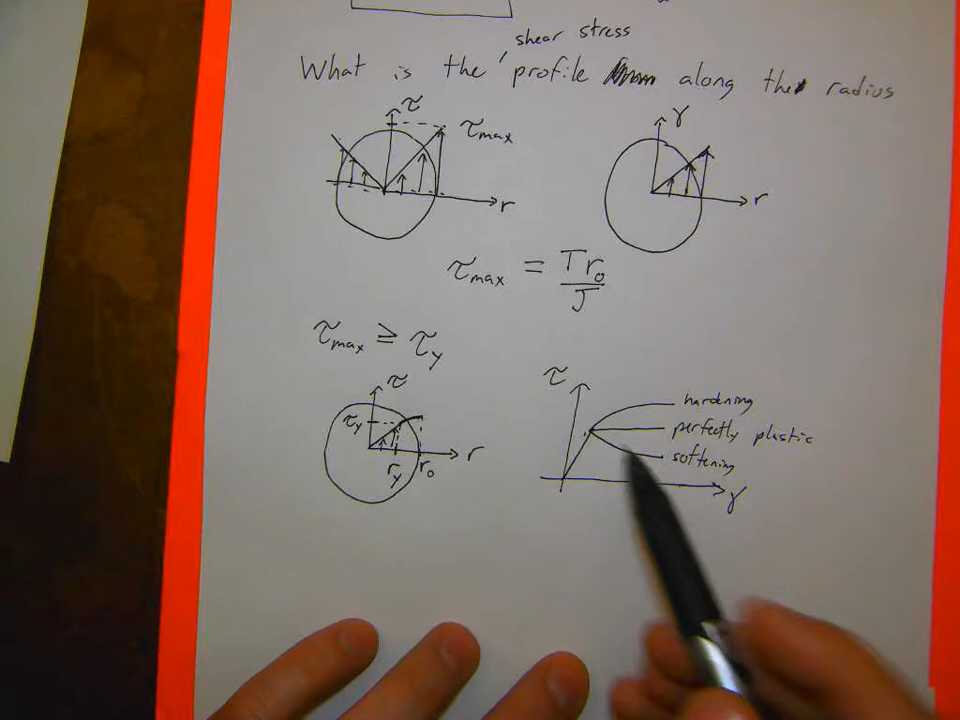 shear stress
What is the ' profile along the radius
τ
τmax
r
γ
r
τmax = Tr₀/J
τmax ≥ τy
τ
τy
ry r₀
r
τ
hardening
perfectly plastic
softening
γ